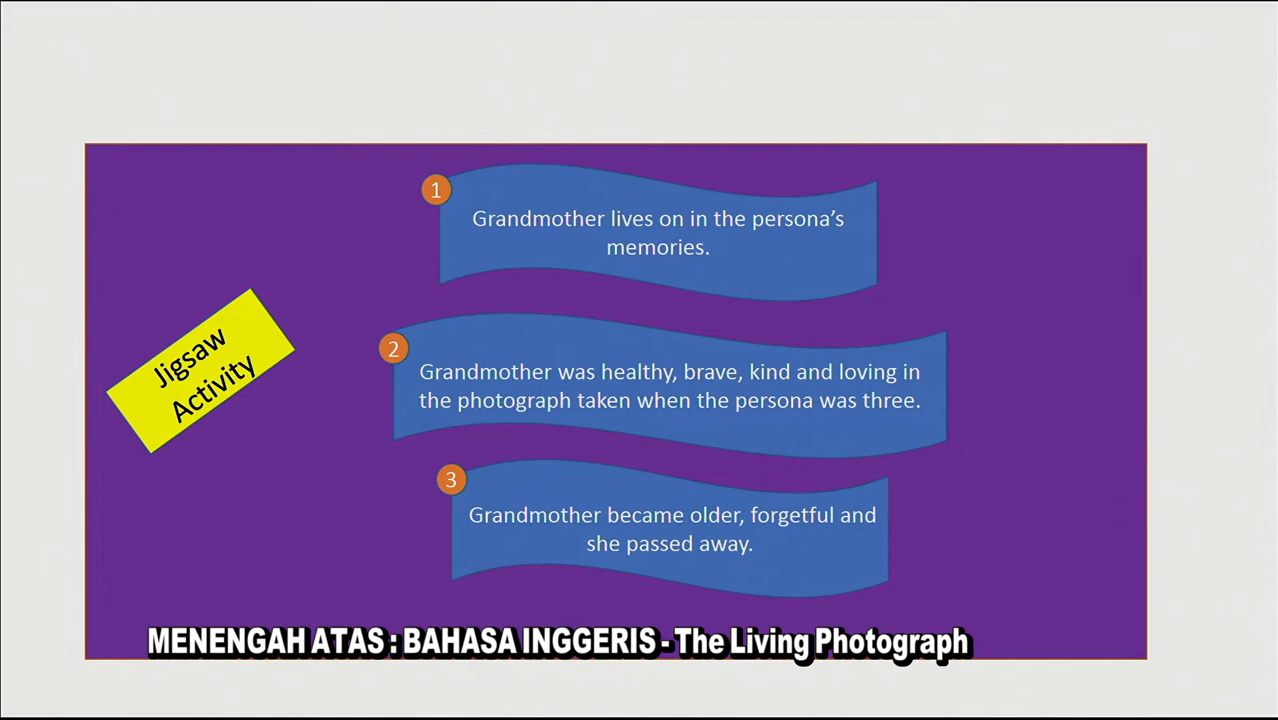 1
Grandmother lives on in the persona’s
memories.
2
Grandmother was healthy, brave, kind and loving in
the photograph taken when the persona was three.
Jigsaw
Activity
3
Grandmother became older, forgetful and
she passed away.
MENENGAH ATAS : BAHASA INGGERIS - The Living Photograph